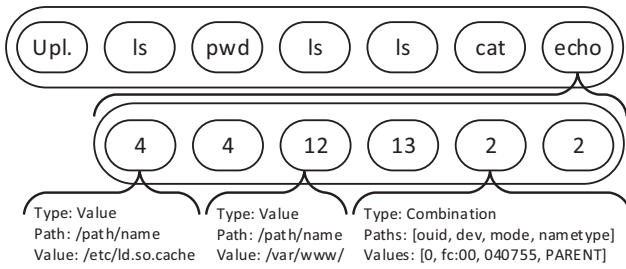 Upl. ls pwd ls ls cat echo
4 4 12 13 2 2
Type: Value
Path: /path/name
Value: /etc/ld.so.cache
Type: Value
Path: /path/name
Value: /var/www/
Type: Combination
Paths: [ouid, dev, mode, nametype]
Values: [0, fc:00, 040755, PARENT]